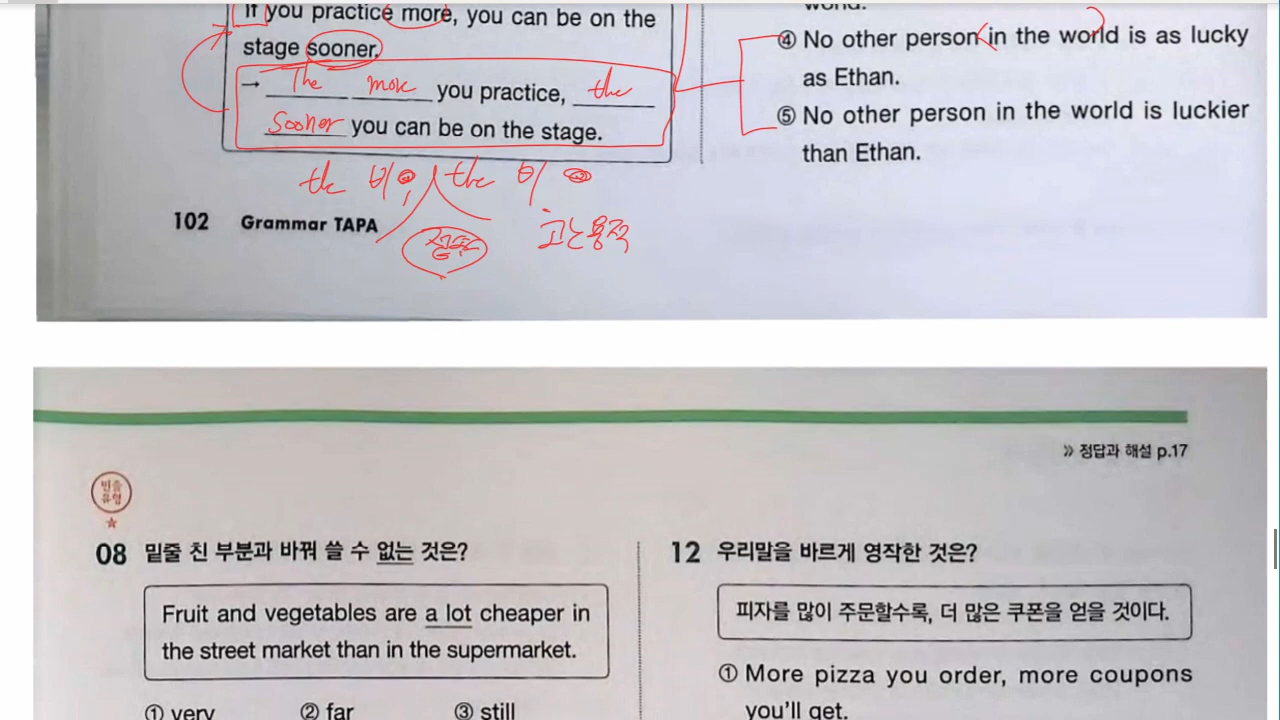 If you practice more, you can be on the
stage sooner.
→ The more you practice, the
sooner you can be on the stage.
the 비, the 비
점점
102 Grammar TAPA
world.
④ No other person in the world is as lucky
as Ethan.
⑤ No other person in the world is luckier
than Ethan.
» 정답과 해설 p.17
빈출
유형
08 밑줄 친 부분과 바꿔 쓸 수 없는 것은?
Fruit and vegetables are a lot cheaper in
the street market than in the supermarket.
① very ② far ③ still
12 우리말을 바르게 영작한 것은?
피자를 많이 주문할수록, 더 많은 쿠폰을 얻을 것이다.
① More pizza you order, more coupons
you'll get.